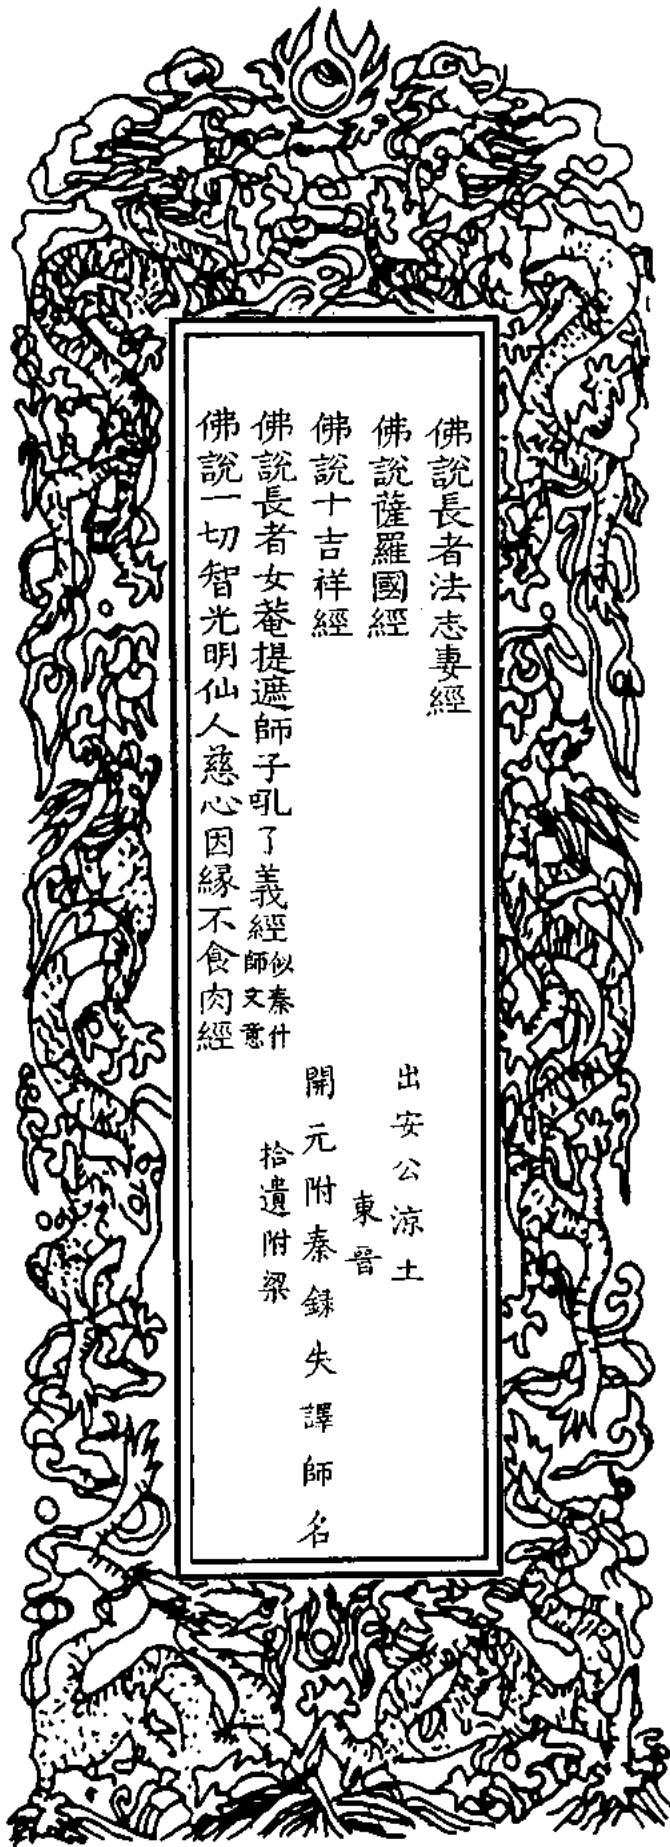 佛說長者法志妻經
佛說薩羅國經
出安公涼土
東晉
佛說十吉祥經
開元附秦錄失譯師名
佛說長者女菴提遮師子吼了義經似秦什師文意
拾遺附梁
佛說一切智光明仙人慈心因緣不食肉經